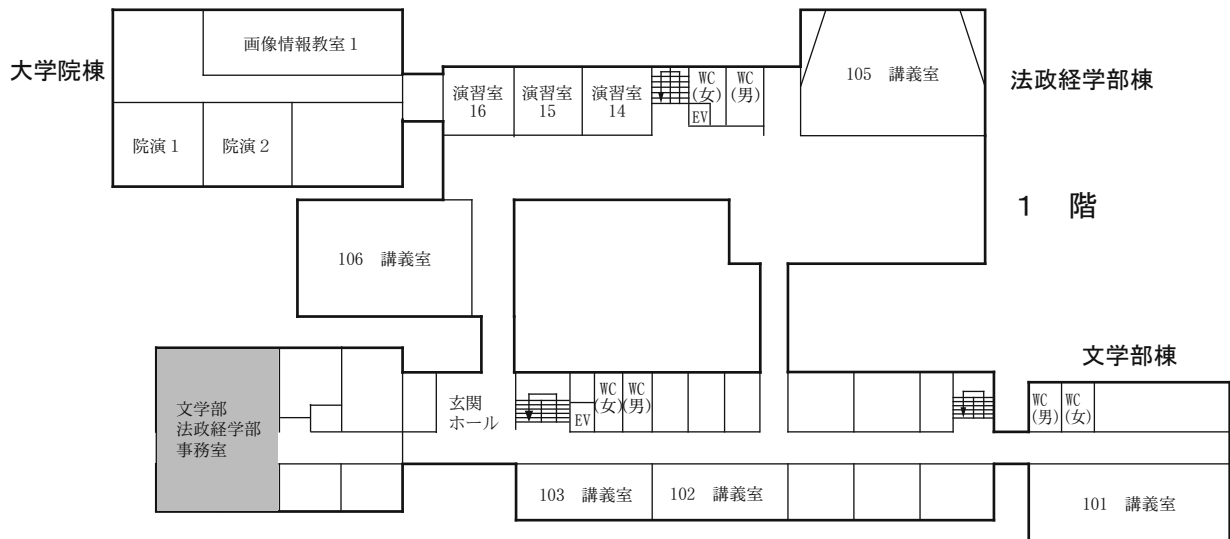 大学院棟
画像情報教室1
院演1
院演2
演習室
16
演習室
15
演習室
14
WC
(女)
WC
(男)
EV
105 講義室
法政経学部棟
1 階
106 講義室
文学部棟
文学部
法政経学部
事務室
玄関
ホール
EV
WC
(女)
WC
(男)
WC
(男)
WC
(女)
103 講義室
102 講義室
101 講義室